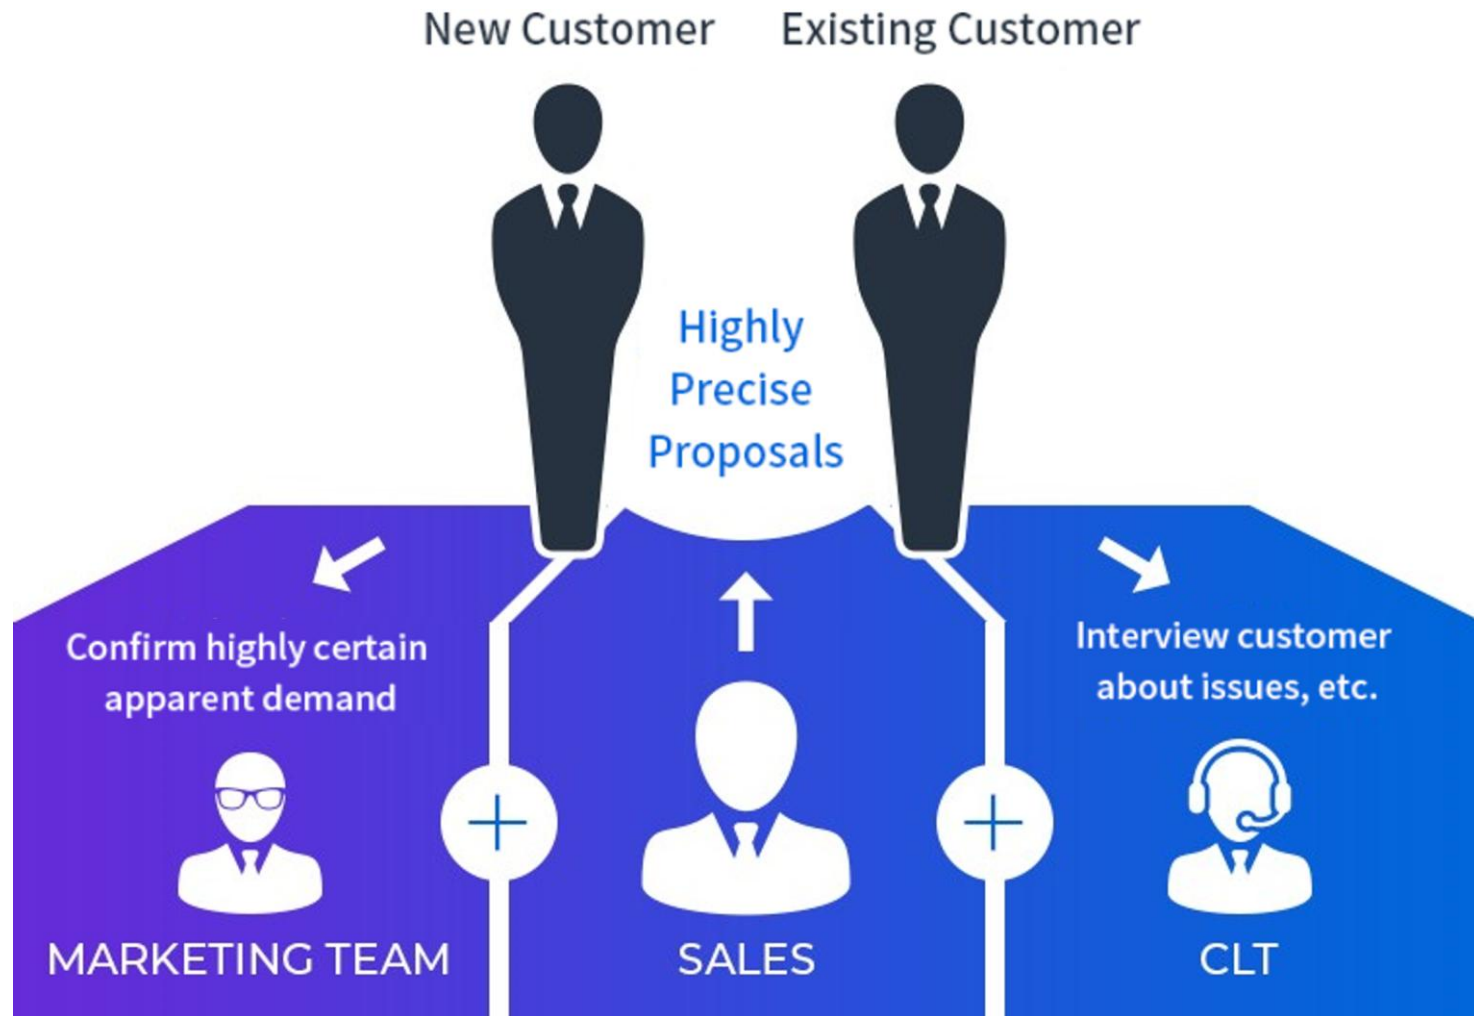 New Customer
Existing Customer
Highly
Precise
Proposals
Confirm highly certain
apparent demand
Interview customer
about issues, etc.
MARKETING TEAM
SALES
CLT